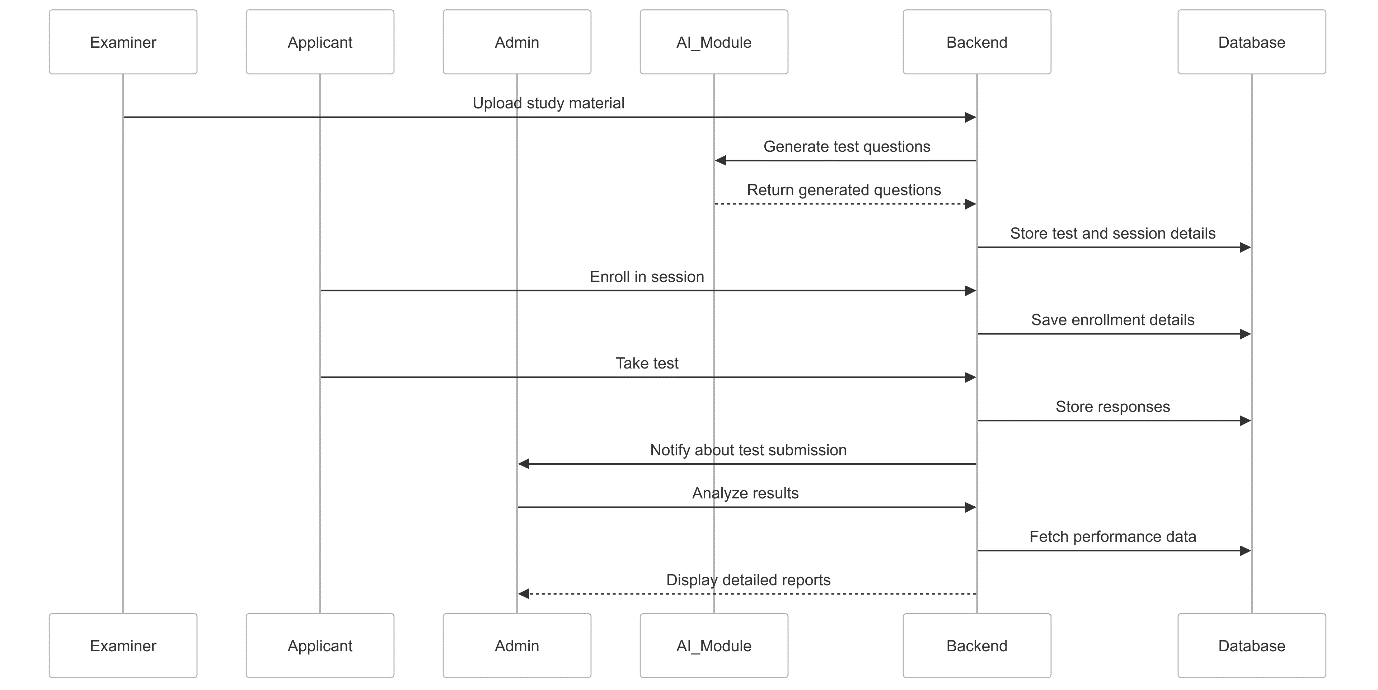 Examiner
Applicant
Admin
AI_Module
Backend
Database
Upload study material
Generate test questions
Return generated questions
Store test and session details
Enroll in session
Save enrollment details
Take test
Store responses
Notify about test submission
Analyze results
Fetch performance data
Display detailed reports
Examiner
Applicant
Admin
AI_Module
Backend
Database